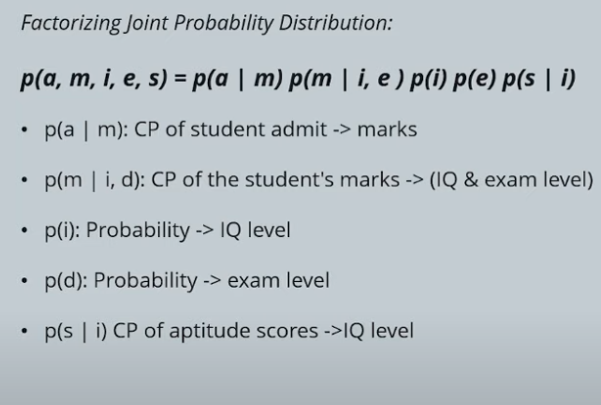 Factorizing Joint Probability Distribution:
p(a, m, i, e, s) = p(a | m) p(m | i, e ) p(i) p(e) p(s | i)
• p(a | m): CP of student admit -> marks
• p(m | i, d): CP of the student's marks -> (IQ & exam level)
• p(i): Probability -> IQ level
• p(d): Probability -> exam level
• p(s | i) CP of aptitude scores ->IQ level